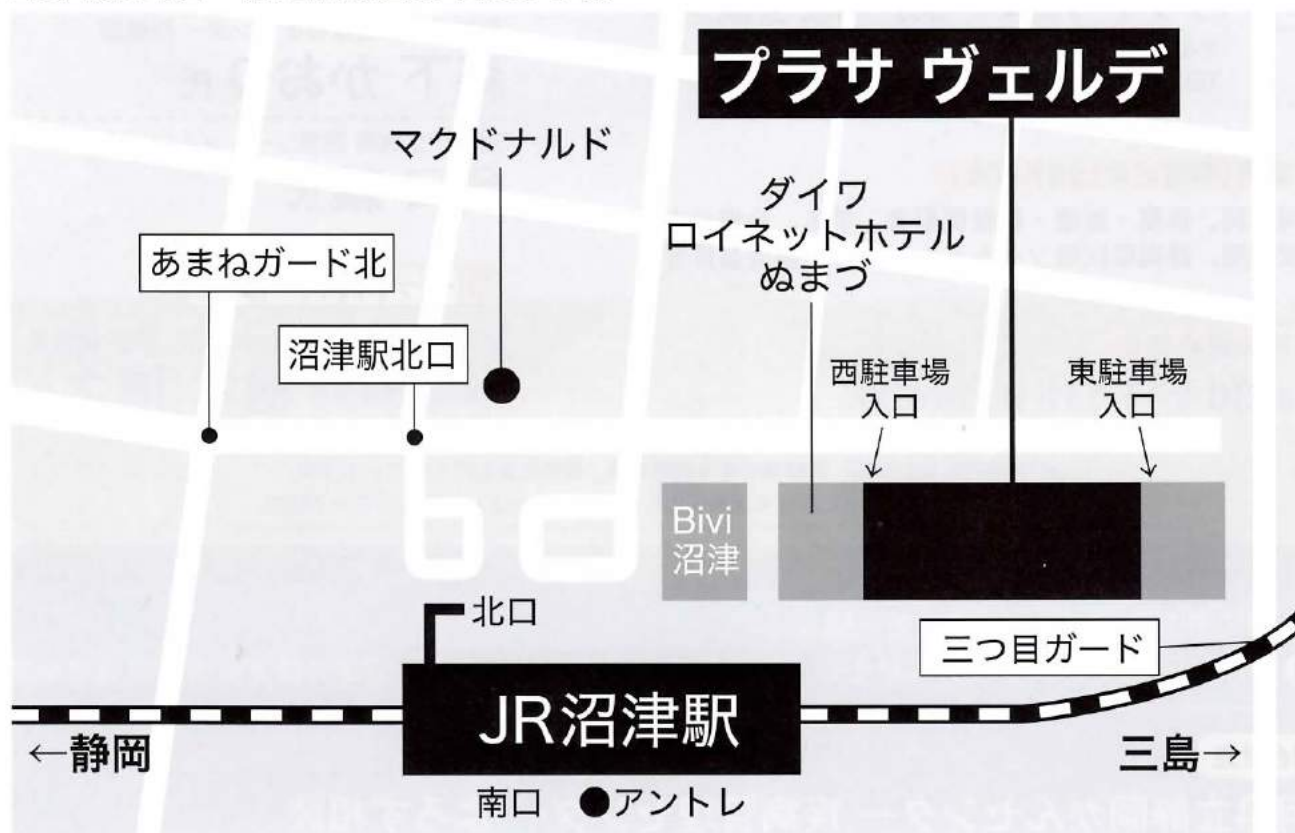 プラサ ヴェルデ
マクドナルド
ダイワ
ロイネットホテル
ぬまづ
あまねガード北
沼津駅北口
西駐車場
入口
東駐車場
入口
Bivi
沼津
北口
三つ目ガード
JR沼津駅
←静岡
三島→
南口 ●アントレ